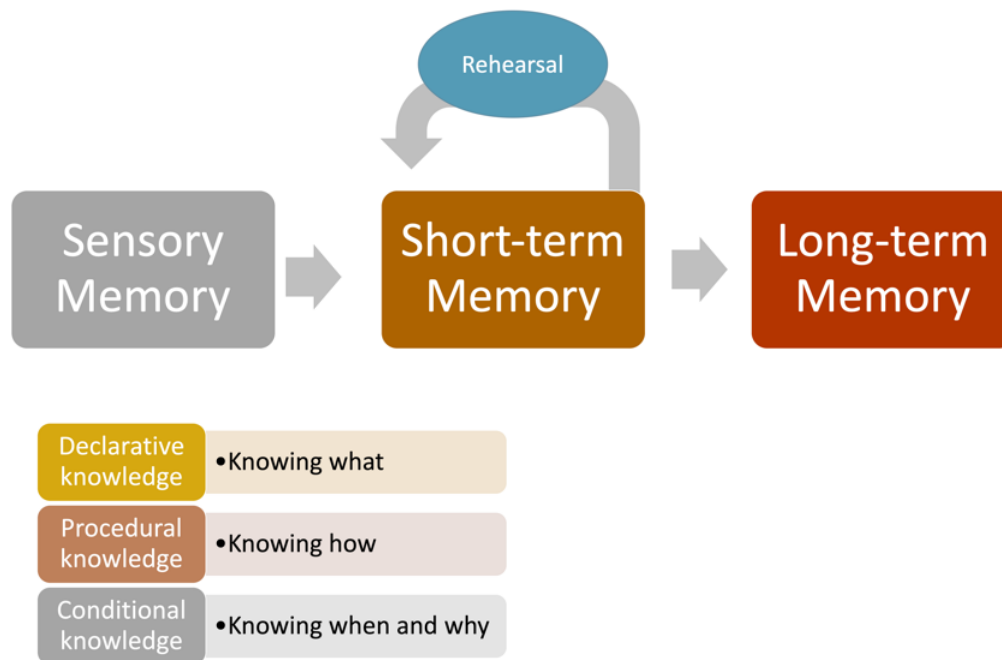 Rehearsal
Sensory
Memory
Short-term
Memory
Long-term
Memory
Declarative
knowledge
•Knowing what
Procedural
knowledge
•Knowing how
Conditional
knowledge
•Knowing when and why